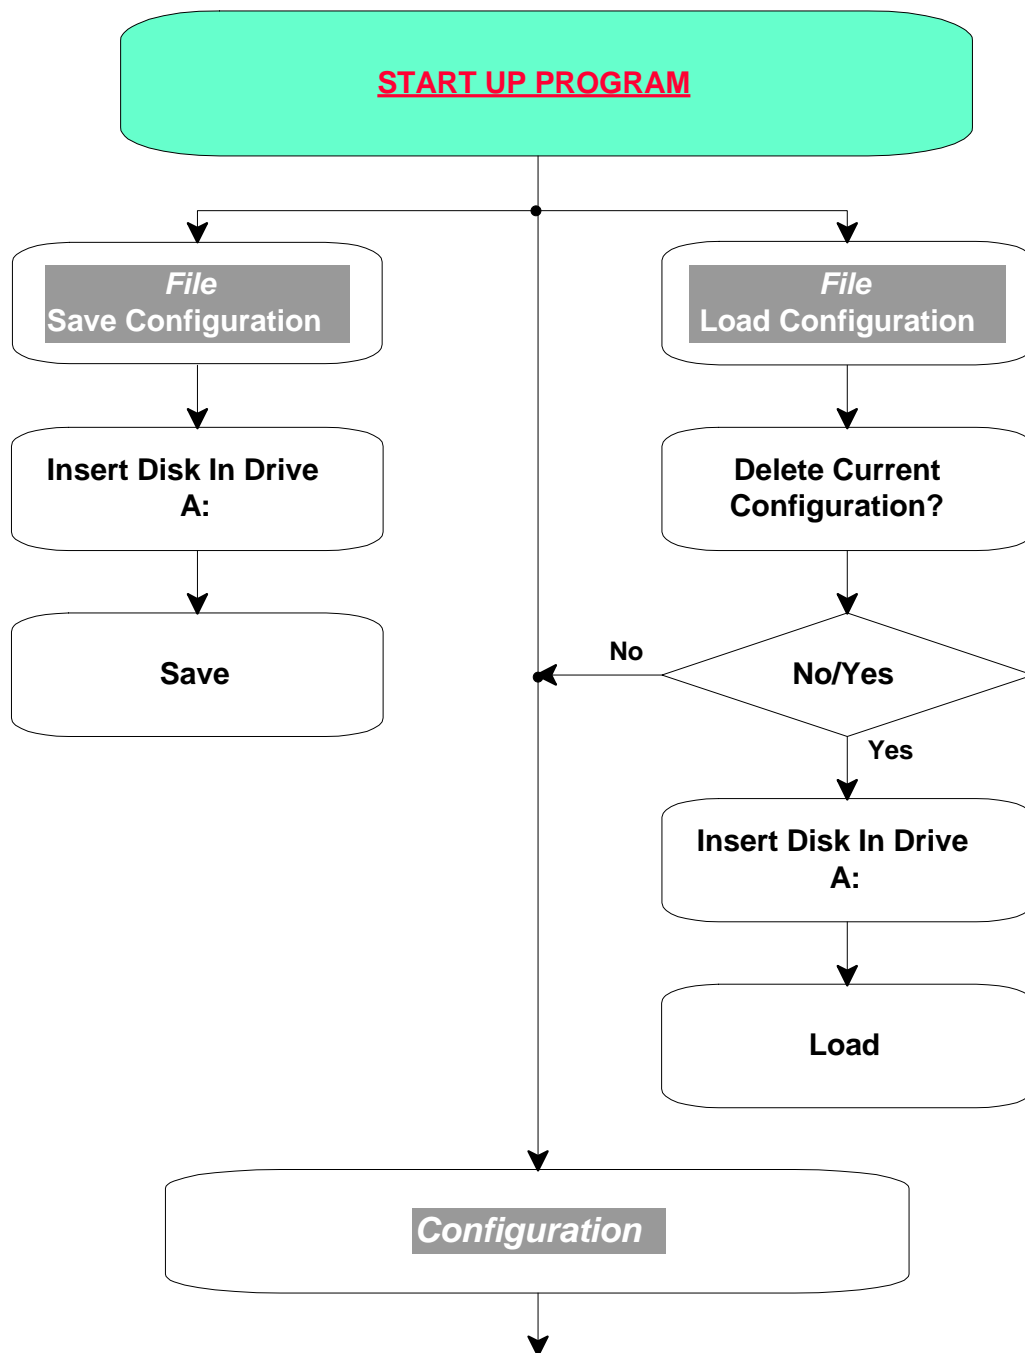 START UP PROGRAM
File
Save Configuration
File
Load Configuration
Insert Disk In Drive
A:
Delete Current
Configuration?
Save
No
No/Yes
Yes
Insert Disk In Drive
A:
Load
Configuration